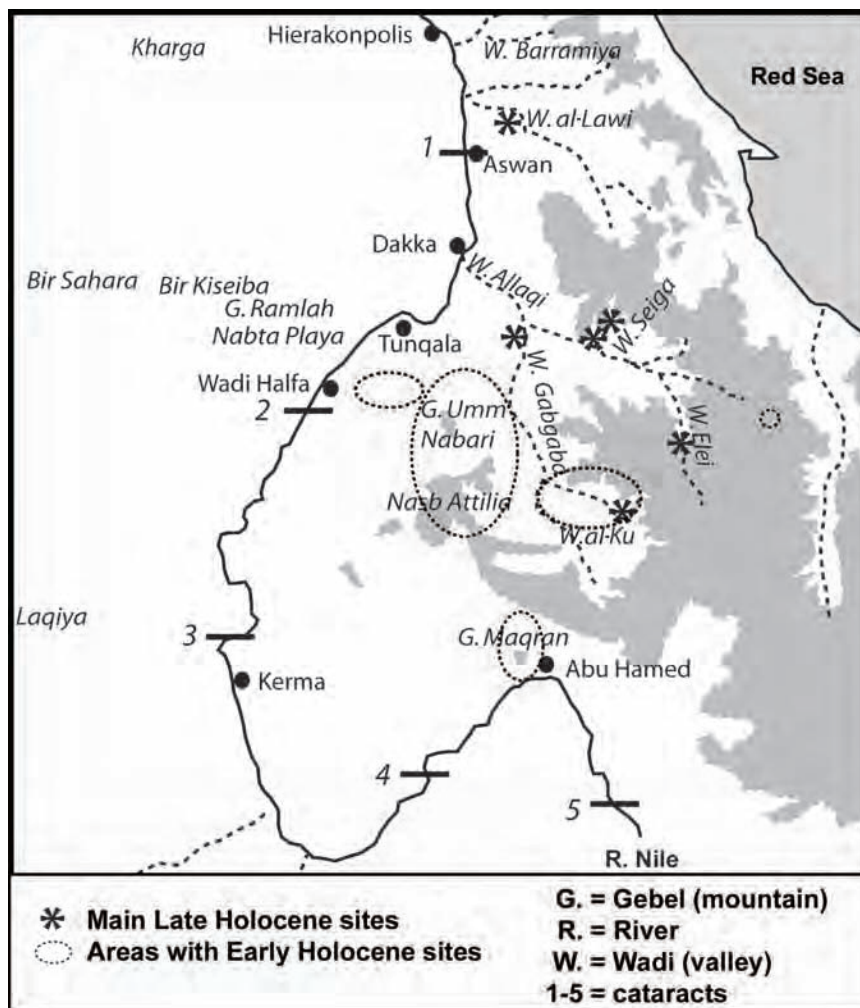 Hierakonpolis
Kharga
W. Barramiya
Red Sea
W. al-Lawi
1
Aswan
Dakka
W. Allaqi
Bir Sahara
Bir Kiseiba
G. Ramlah
Nabta Playa
W. Seiga
Tunqala
Wadi Halfa
2
G. Umm
Nabari
W. Gabgaba
W. Elei
Nasb Attilia
W. al-Ku
Laqiya
3
G. Maqran
Abu Hamed
Kerma
4
5
R. Nile
Main Late Holocene sites
Areas with Early Holocene sites
G. = Gebel (mountain)
R. = River
W. = Wadi (valley)
1-5 = cataracts